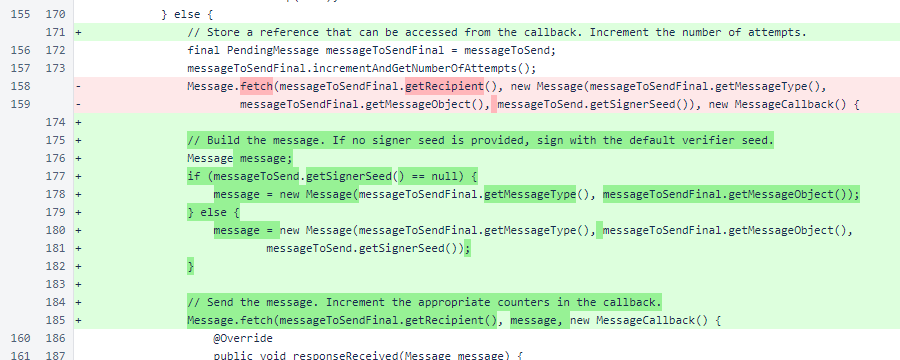 155 170 } else {
171 + // Store a reference that can be accessed from the callback. Increment the number of attempts.
156 172 final PendingMessage messageToSendFinal = messageToSend;
157 173 messageToSendFinal.incrementAndGetNumberOfAttempts();
158 - Message.fetch(messageToSendFinal.getRecipient(), new Message(messageToSendFinal.getMessageType(),
159 - messageToSendFinal.getMessageObject(), messageToSend.getSignerSeed()), new MessageCallback() {
174 +
175 + // Build the message. If no signer seed is provided, sign with the default verifier seed.
176 + Message message;
177 + if (messageToSend.getSignerSeed() == null) {
178 + message = new Message(messageToSendFinal.getMessageType(), messageToSendFinal.getMessageObject());
179 + } else {
180 + message = new Message(messageToSendFinal.getMessageType(), messageToSendFinal.getMessageObject(),
181 + messageToSend.getSignerSeed());
182 + }
183 +
184 + // Send the message. Increment the appropriate counters in the callback.
185 + Message.fetch(messageToSendFinal.getRecipient(), message, new MessageCallback() {
160 186 @Override
161 187 public void responseReceived(Message message) {